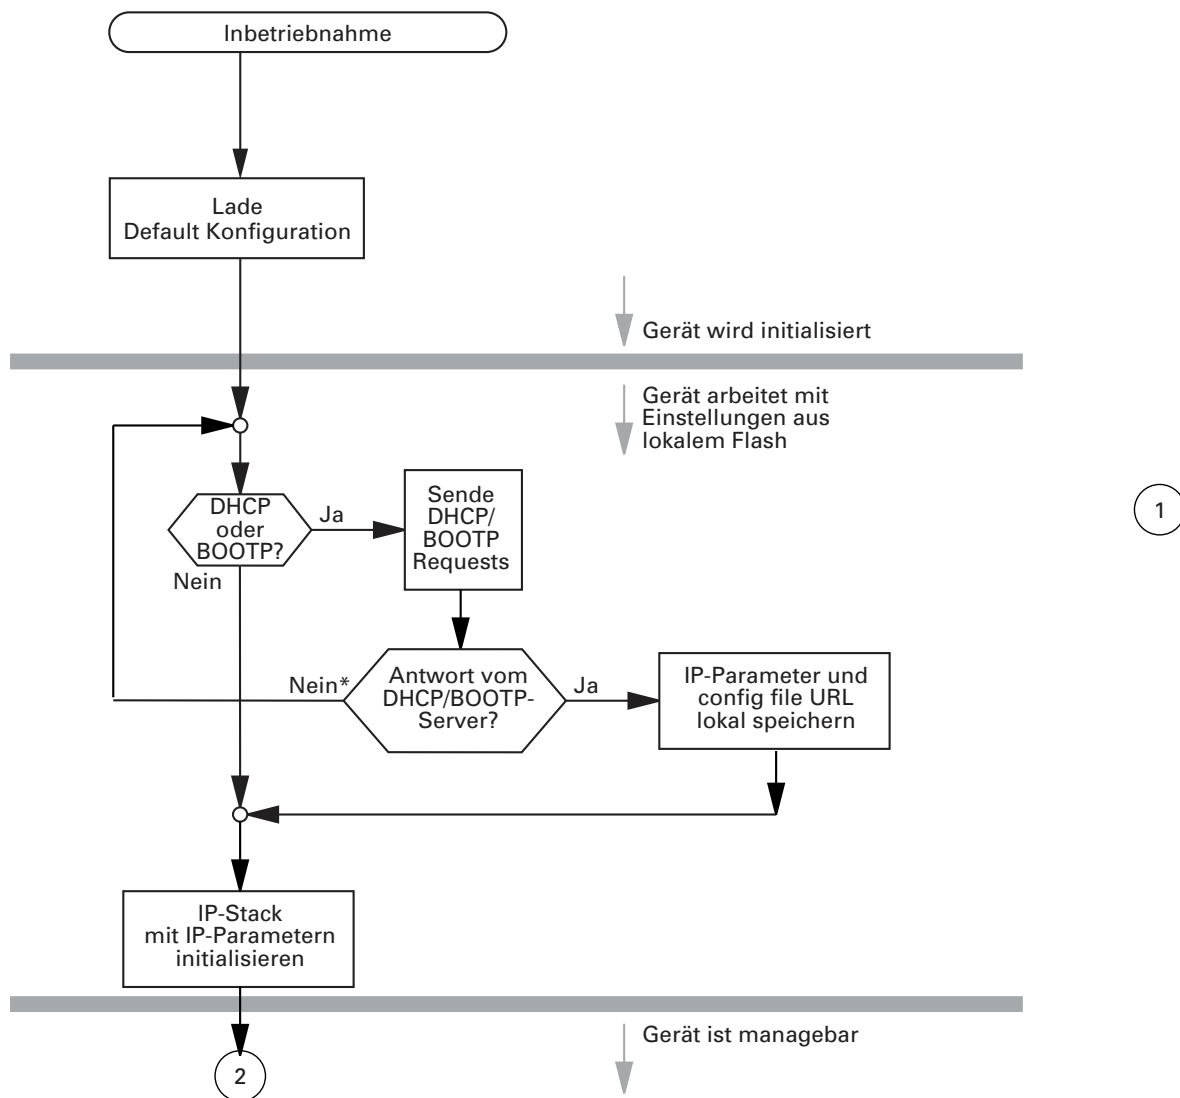 Inbetriebnahme
Lade
Default Konfiguration
Gerät wird initialisiert
Gerät arbeitet mit
Einstellungen aus
lokalem Flash
DHCP
oder
BOOTP?
Ja
Nein
Sende
DHCP/
BOOTP
Requests
1
Antwort vom
DHCP/BOOTP-
Server?
Nein*
Ja
IP-Parameter und
config file URL
lokal speichern
IP-Stack
mit IP-Parametern
initialisieren
Gerät ist managebar
2